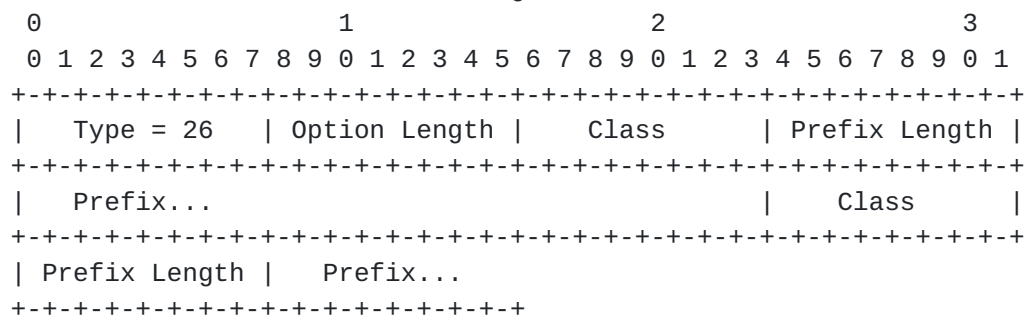 0                   1                   2                   3
0 1 2 3 4 5 6 7 8 9 0 1 2 3 4 5 6 7 8 9 0 1 2 3 4 5 6 7 8 9 0 1
+-+-+-+-+-+-+-+-+-+-+-+-+-+-+-+-+-+-+-+-+-+-+-+-+-+-+-+-+-+-+-+-+
|   Type = 26   | Option Length |    Class      | Prefix Length |
+-+-+-+-+-+-+-+-+-+-+-+-+-+-+-+-+-+-+-+-+-+-+-+-+-+-+-+-+-+-+-+-+
|   Prefix...                                   |    Class      |
+-+-+-+-+-+-+-+-+-+-+-+-+-+-+-+-+-+-+-+-+-+-+-+-+-+-+-+-+-+-+-+-+
| Prefix Length |   Prefix...
+-+-+-+-+-+-+-+-+-+-+-+-+-+-+-+-+